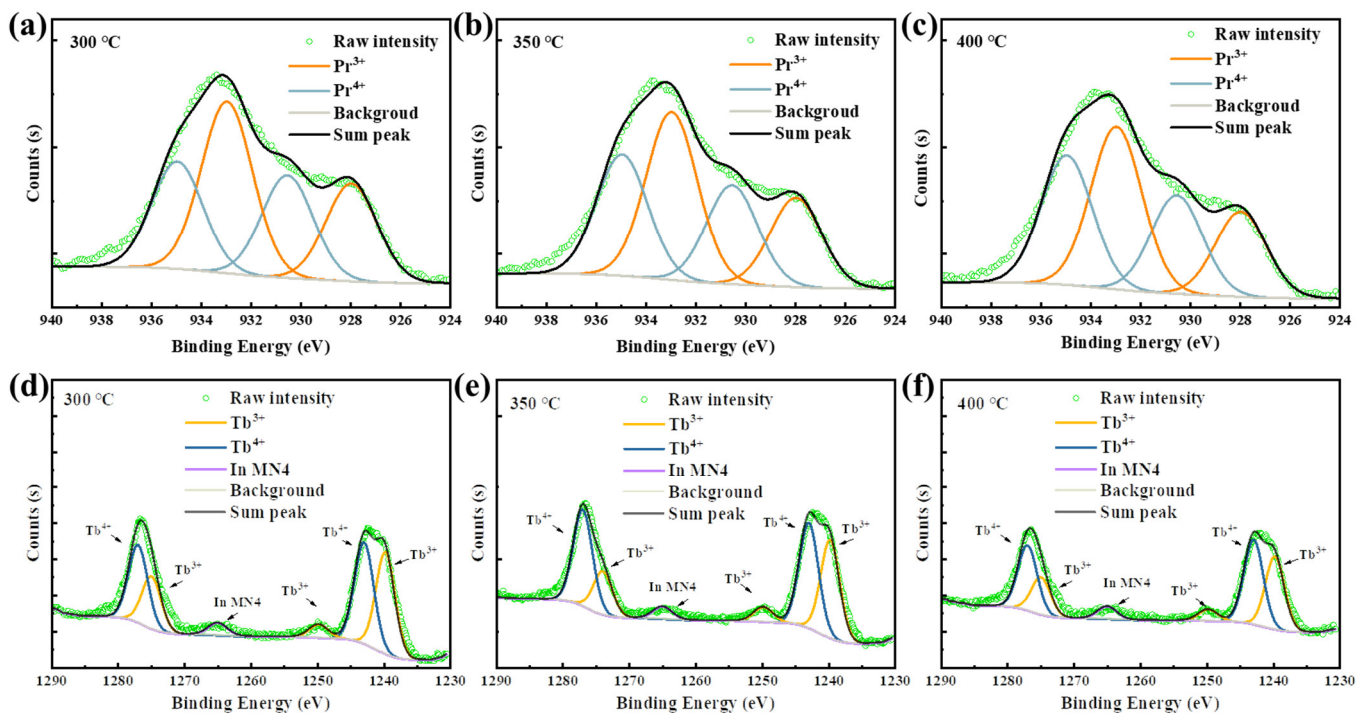 (a)
300 °C
Raw intensity
Pr3+
Pr4+
Backgroud
Sum peak
Counts (s)
940 938 936 934 932 930 928 926 924
Binding Energy (eV)
(b)
350 °C
Raw intensity
Pr3+
Pr4+
Backgroud
Sum peak
Counts (s)
940 938 936 934 932 930 928 926 924
Binding Energy (eV)
(c)
400 °C
Raw intensity
Pr3+
Pr4+
Backgroud
Sum peak
Counts (s)
940 938 936 934 932 930 928 926 924
Binding Energy (eV)
(d)
300 °C
Raw intensity
Tb3+
Tb4+
In MN4
Background
Sum peak
Tb4+
Tb3+
In MN4
Tb3+
Tb4+
Tb3+
Counts (s)
1290 1280 1270 1260 1250 1240 1230
Binding Energy (eV)
(e)
350 °C
Raw intensity
Tb3+
Tb4+
In MN4
Background
Sum peak
Tb4+
Tb3+
In MN4
Tb3+
Tb4+
Tb3+
Counts (s)
1290 1280 1270 1260 1250 1240 1230
Binding Energy (eV)
(f)
400 °C
Raw intensity
Tb3+
Tb4+
In MN4
Background
Sum peak
Tb4+
Tb3+
In MN4
Tb3+
Tb4+
Tb3+
Counts (s)
1290 1280 1270 1260 1250 1240 1230
Binding Energy (eV)